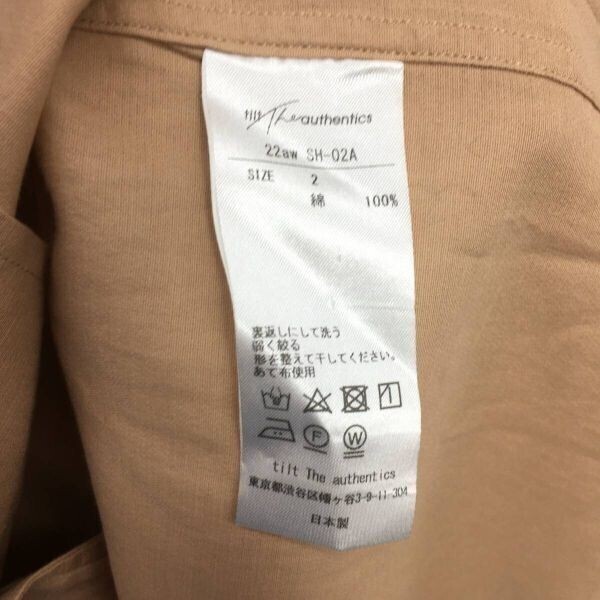 tilt The authentics
22aw SH-02A
SIZE 2
綿 100%
裏返しにして洗う
弱く絞る
形を整えて干してください。
あて布使用
F W
tilt The authentics
東京都渋谷区幡ヶ谷3-9-11 304
日本製